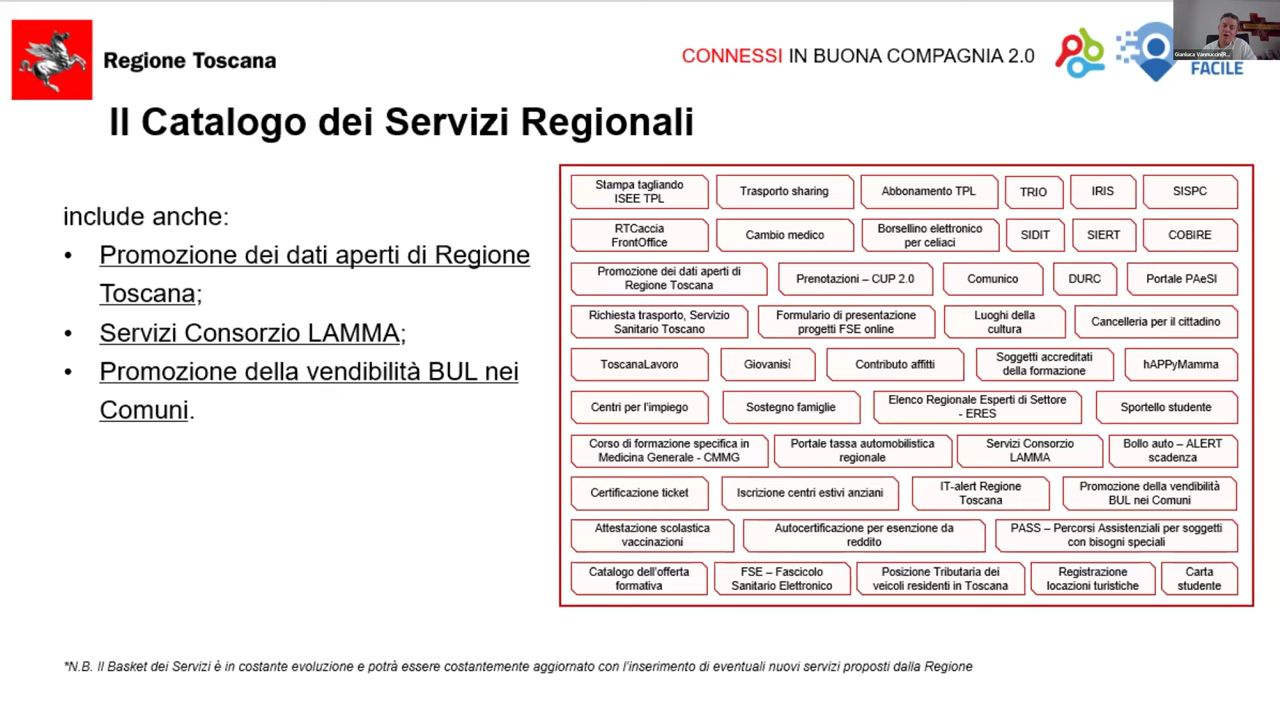 Regione Toscana
CONNESSI IN BUONA COMPAGNIA 2.0
FACILE
Il Catalogo dei Servizi Regionali
include anche:
• Promozione dei dati aperti di Regione
Toscana;
• Servizi Consorzio LAMMA;
• Promozione della vendibilità BUL nei
Comuni.
Stampa tagliando
ISEE TPL
Trasporto sharing
Abbonamento TPL
TRIO
IRIS
SISPC
RTCaccia
FrontOffice
Cambio medico
Borsellino elettronico
per celiaci
SIDIT
SIERT
COBIRE
Promozione dei dati aperti di
Regione Toscana
Prenotazioni – CUP 2.0
Comunico
DURC
Portale PAeSI
Richiesta trasporto, Servizio
Sanitario Toscano
Formulario di presentazione
progetti FSE online
Luoghi della
cultura
Cancelleria per il cittadino
ToscanaLavoro
Giovanisì
Contributo affitti
Soggetti accreditati
della formazione
hAPPyMamma
Centri per l'impiego
Sostegno famiglie
Elenco Regionale Esperti di Settore
- ERES
Sportello studente
Corso di formazione specifica in
Medicina Generale - CMMG
Portale tassa automobilistica
regionale
Servizi Consorzio
LAMMA
Bollo auto – ALERT
scadenza
Certificazione ticket
Iscrizione centri estivi anziani
IT-alert Regione
Toscana
Promozione della vendibilità
BUL nei Comuni
Attestazione scolastica
vaccinazioni
Autocertificazione per esenzione da
reddito
PASS – Percorsi Assistenziali per soggetti
con bisogni speciali
Catalogo dell'offerta
formativa
FSE – Fascicolo
Sanitario Elettronico
Posizione Tributaria dei
veicoli residenti in Toscana
Registrazione
locazioni turistiche
Carta
studente
*N.B. Il Basket dei Servizi è in costante evoluzione e potrà essere costantemente aggiornato con l'inserimento di eventuali nuovi servizi proposti dalla Regione